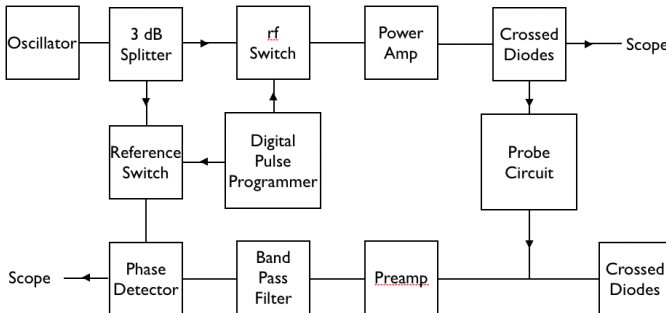 Oscillator
3 dB
Splitter
rf
Switch
Power
Amp
Crossed
Diodes
Scope
Reference
Switch
Digital
Pulse
Programmer
Probe
Circuit
Scope
Phase
Detector
Band
Pass
Filter
Preamp
Crossed
Diodes